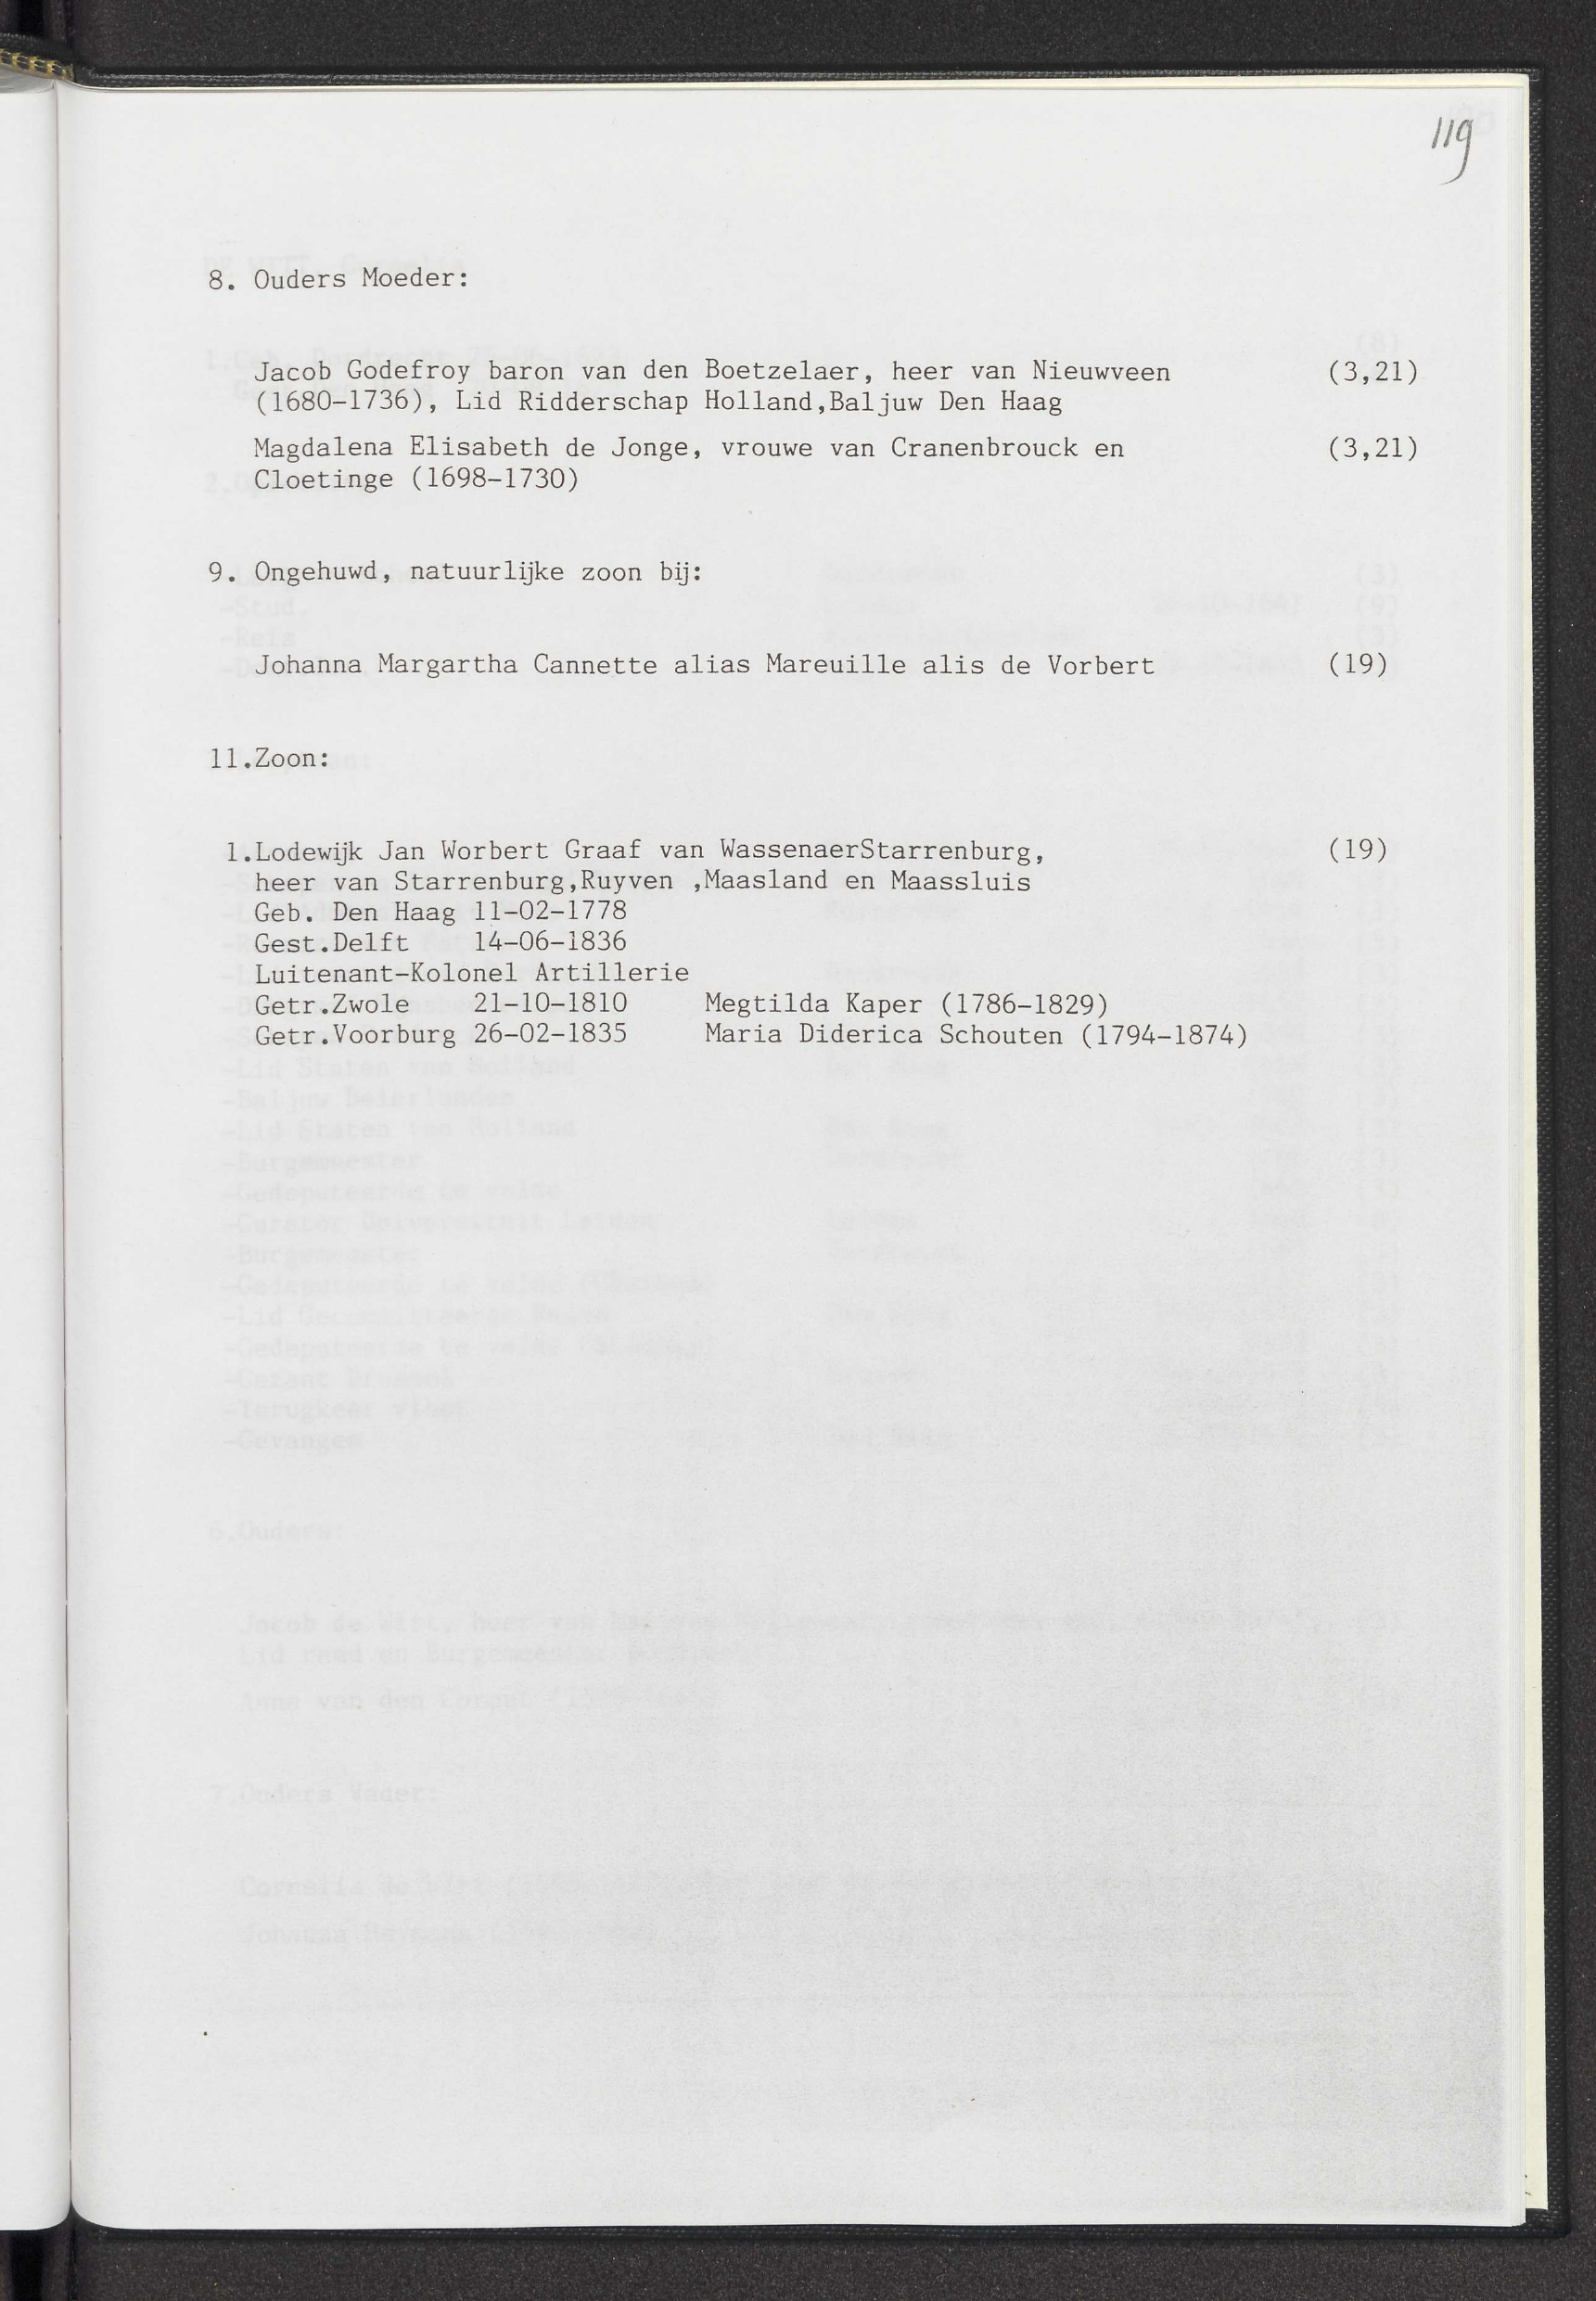 119
8. Ouders Moeder:
Jacob Godefroy baron van den Boetzelaer, heer van Nieuwveen (3,21)
(1680-1736), Lid Ridderschap Holland,Baljuw Den Haag
Magdalena Elisabeth de Jonge, vrouwe van Cranenbrouck en (3,21)
Cloetinge (1698-1730)
9. Ongehuwd, natuurlijke zoon bij:
Johanna Margartha Cannette alias Mareuille alis de Vorbert (19)
11.Zoon:
1.Lodewijk Jan Worbert Graaf van WassenaerStarrenburg, (19)
heer van Starrenburg,Ruyven ,Maasland en Maassluis
Geb. Den Haag 11-02-1778
Gest.Delft 14-06-1836
Luitenant-Kolonel Artillerie
Getr.Zwole 21-10-1810 Megtilda Kaper (1786-1829)
Getr.Voorburg 26-02-1835 Maria Diderica Schouten (1794-1874)